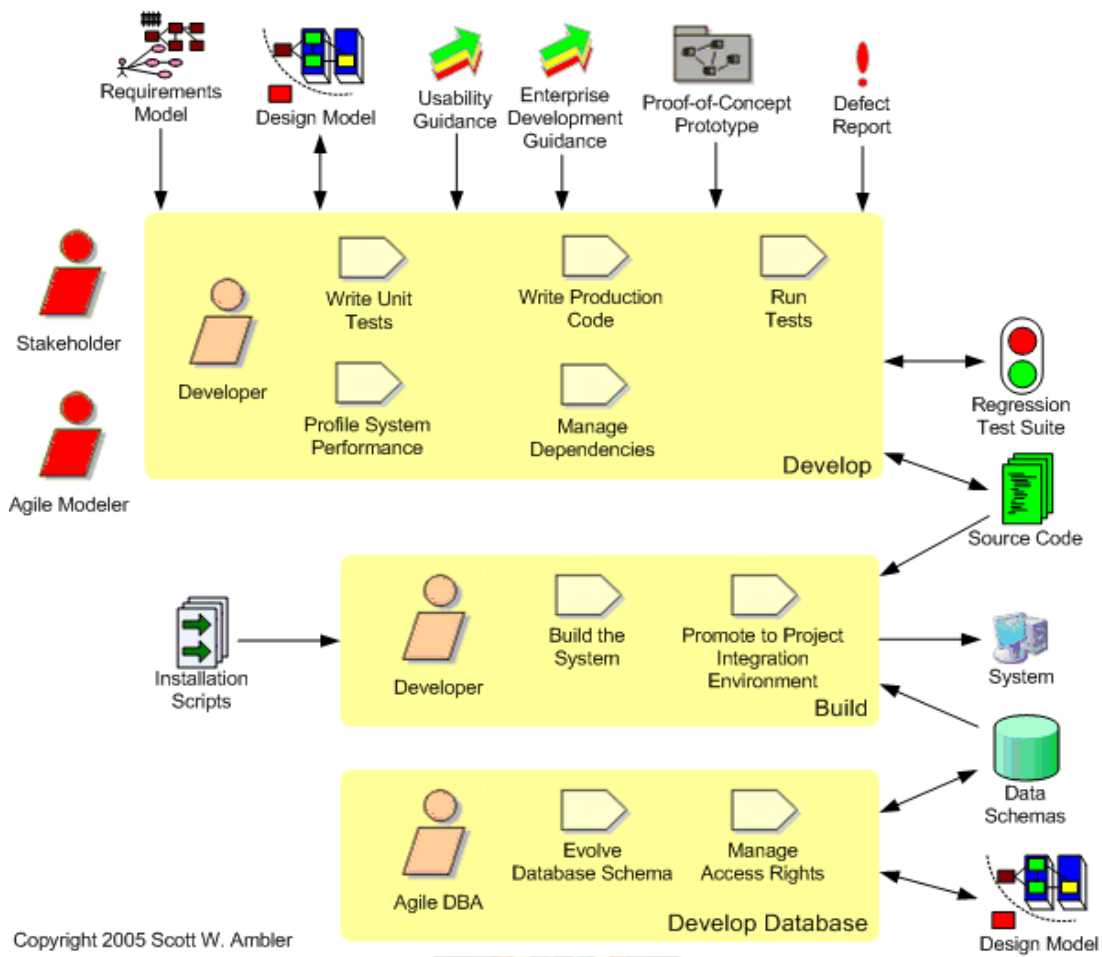 Requirements
Model
Design Model
Usability
Guidance
Enterprise
Development
Guidance
Proof-of-Concept
Prototype
Defect
Report
Stakeholder
Agile Modeler
Developer
Write Unit
Tests
Write Production
Code
Run
Tests
Profile System
Performance
Manage
Dependencies
Develop
Regression
Test Suite
Source Code
Installation
Scripts
Developer
Build the
System
Promote to Project
Integration
Environment
Build
System
Data
Schemas
Agile DBA
Evolve
Database Schema
Manage
Access Rights
Develop Database
Design Model
Copyright 2005 Scott W. Ambler